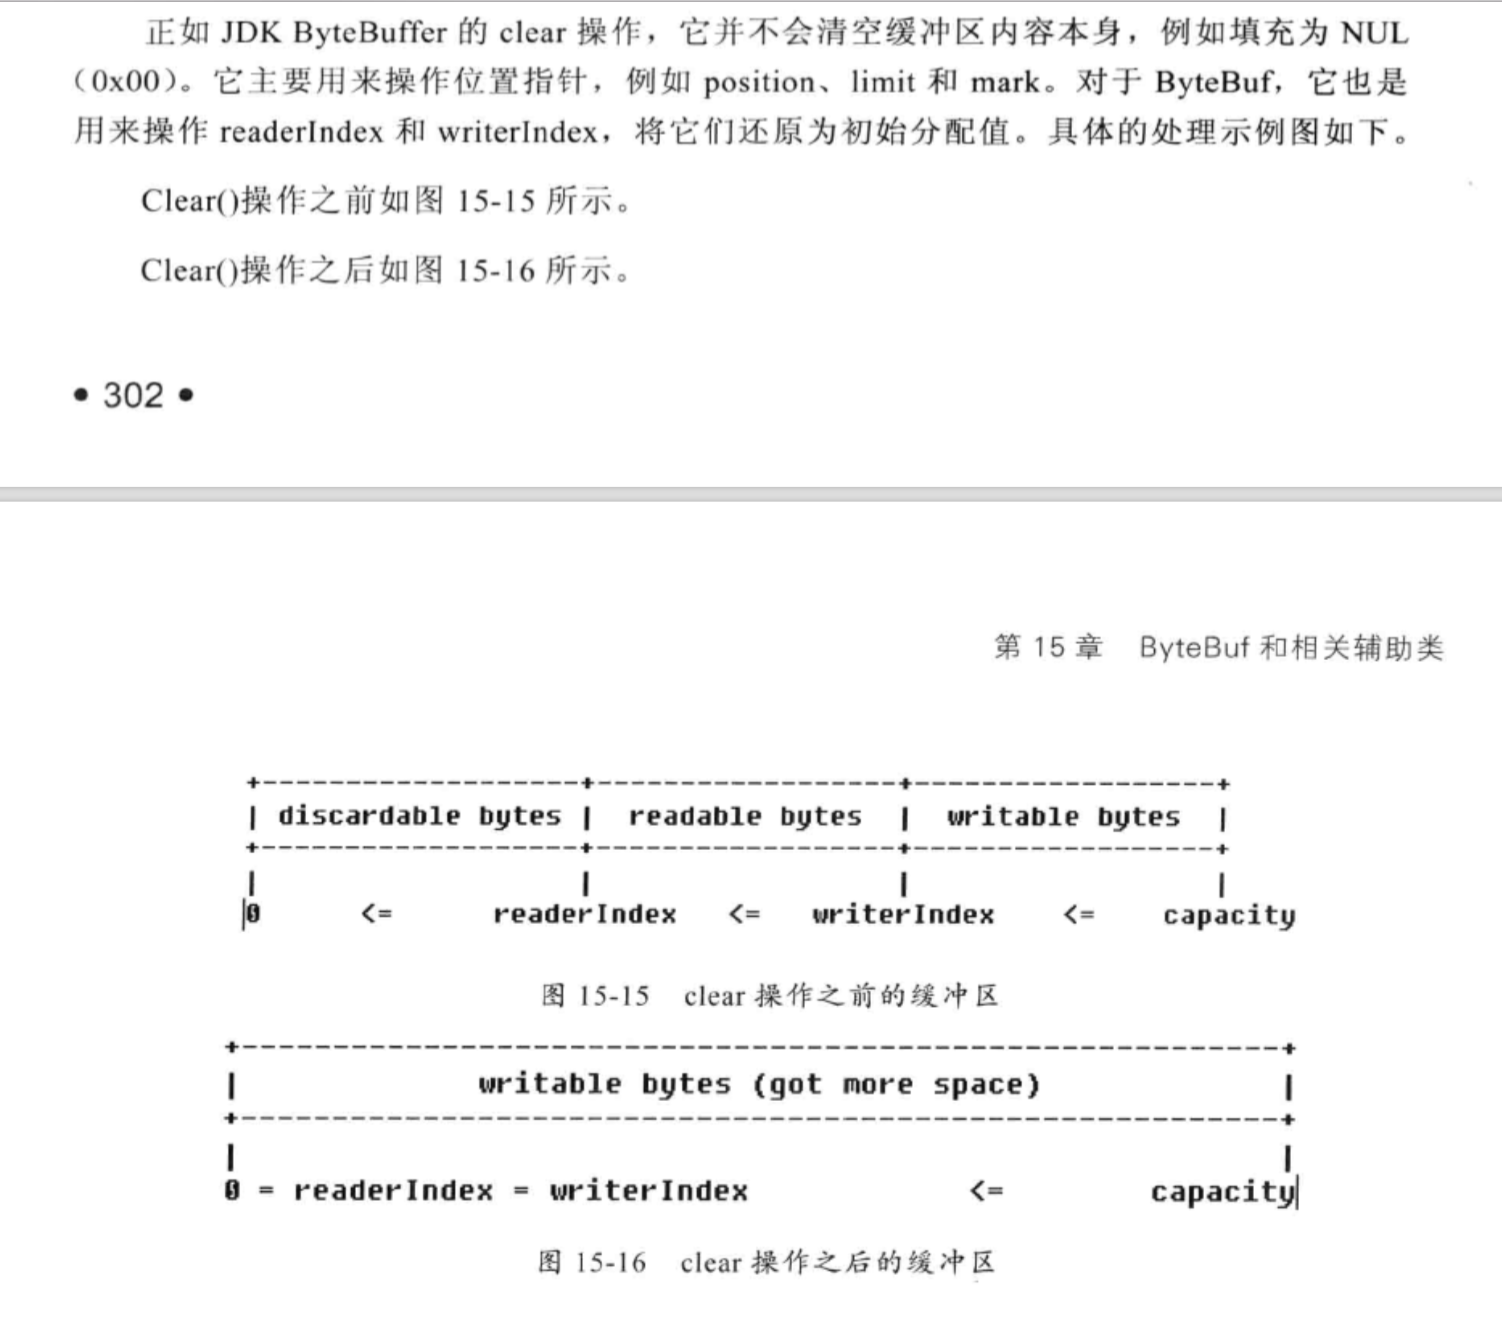 正如 JDK ByteBuffer 的 clear 操作，它并不会清空缓冲区内容本身，例如填充为 NUL
（0x00）。它主要用来操作位置指针，例如 position、limit 和 mark。对于 ByteBuf，它也是
用来操作 readerIndex 和 writerIndex，将它们还原为初始分配值。具体的处理示例图如下。
Clear()操作之前如图 15-15 所示。
Clear()操作之后如图 15-16 所示。
• 302 •
第 15 章 ByteBuf 和相关辅助类
| discardable bytes | readable bytes | writable bytes |
0 <= readerIndex <= writerIndex <= capacity
图 15-15 clear 操作之前的缓冲区
| writable bytes (got more space) |
0 = readerIndex = writerIndex <= capacity
图 15-16 clear 操作之后的缓冲区